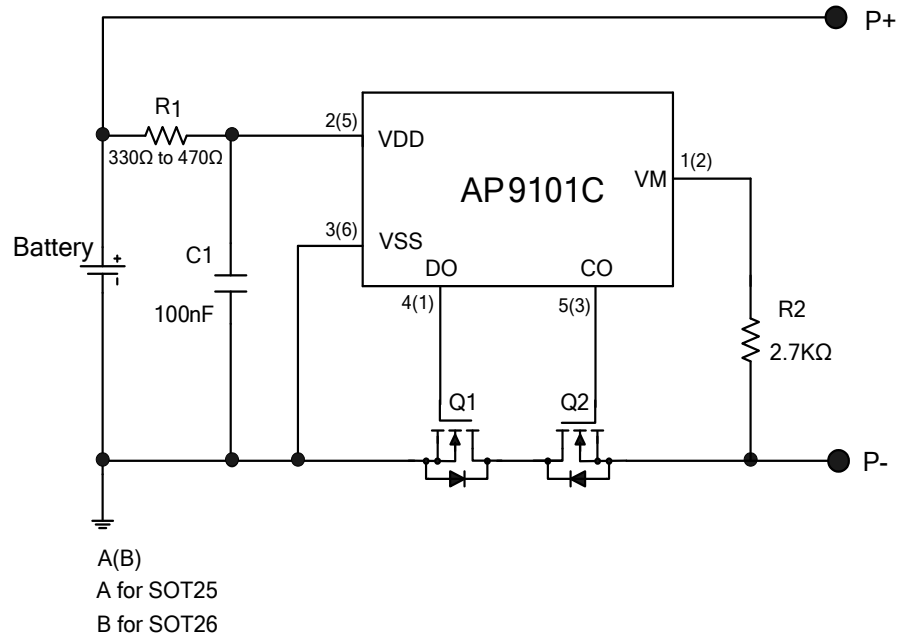 P+
R1
330Ω to 470Ω
2(5)
VDD
AP9101C
1(2)
VM
3(6)
VSS
Battery
+
-
C1
100nF
DO
CO
4(1)
5(3)
R2
2.7KΩ
Q1
Q2
P-
A(B)
A for SOT25
B for SOT26